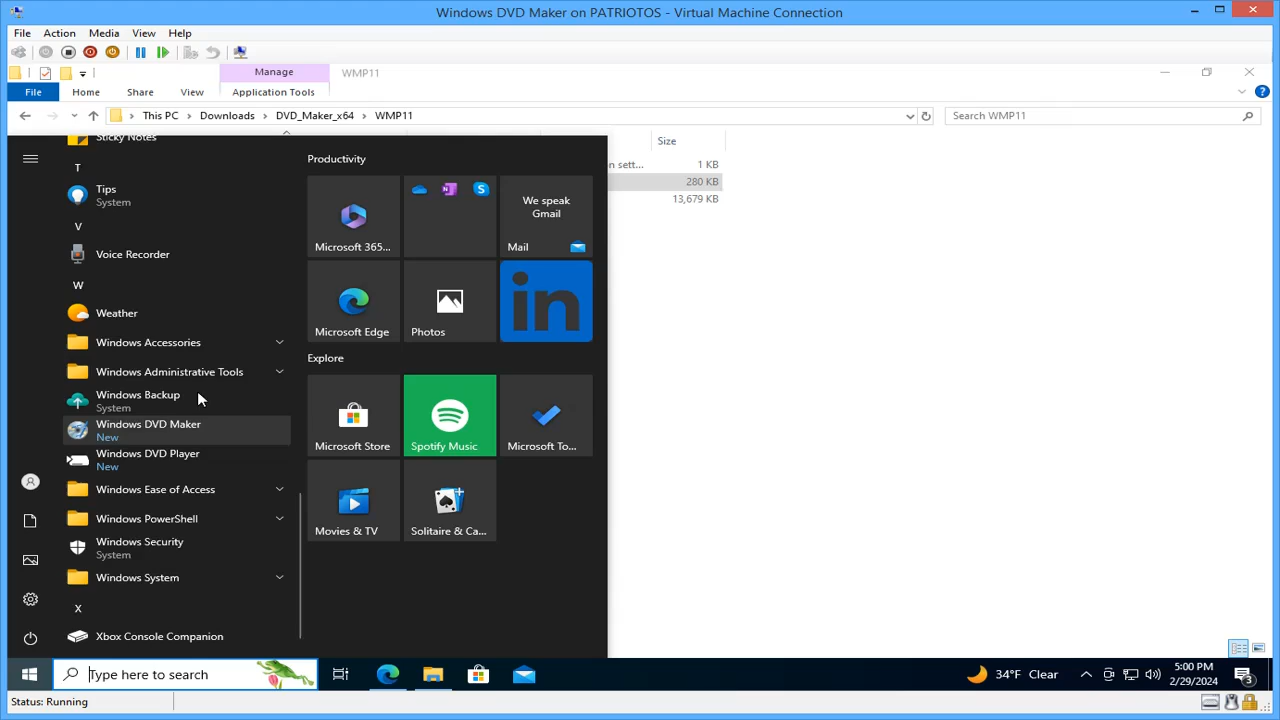 Windows DVD Maker on PATRIOTOS - Virtual Machine Connection
File Action Media View Help
Manage WMP11
File Home Share View Application Tools
This PC Downloads DVD_Maker_x64 WMP11 Search WMP11
Size
n sett... 1 KB
280 KB
13,679 KB
Sticky Notes
T
Tips
System
V
Voice Recorder
W
Weather
Windows Accessories
Windows Administrative Tools
Windows Backup
System
Windows DVD Maker
New
Windows DVD Player
New
Windows Ease of Access
Windows PowerShell
Windows Security
System
Windows System
X
Xbox Console Companion
Productivity
Microsoft 365...
We speak
Gmail
Mail
Microsoft Edge
Photos
in
Explore
Microsoft Store
Spotify Music
Microsoft To...
Movies & TV
Solitaire & Ca...
Type here to search
34°F Clear
5:00 PM
2/29/2024
3
Status: Running